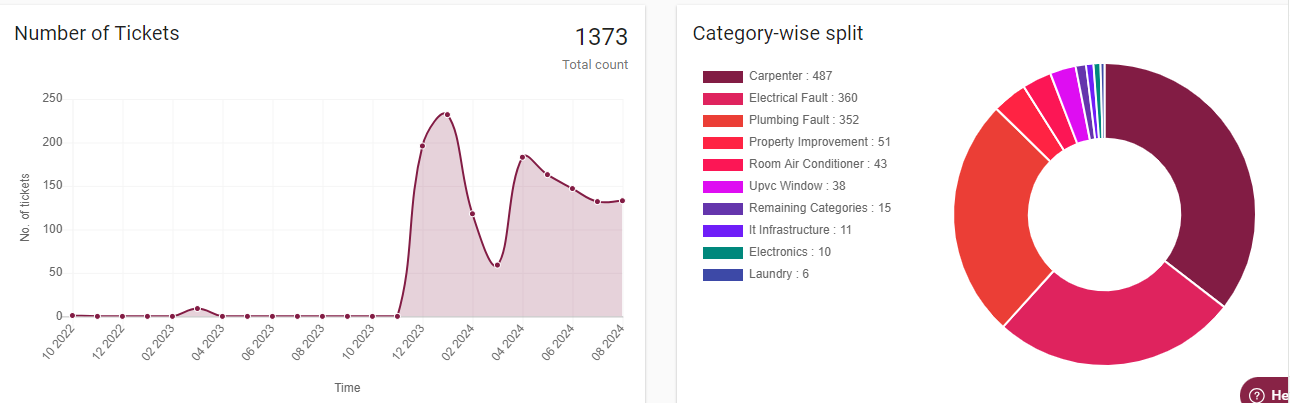 Number of Tickets
1373
Total count
250
200
150
100
50
0
No. of tickets
10 2022
12 2022
02 2023
04 2023
06 2023
08 2023
10 2023
12 2023
02 2024
04 2024
06 2024
08 2024
Time
Category-wise split
Carpenter : 487
Electrical Fault : 360
Plumbing Fault : 352
Property Improvement : 51
Room Air Conditioner : 43
Upvc Window : 38
Remaining Categories : 15
It Infrastructure : 11
Electronics : 10
Laundry : 6
? He